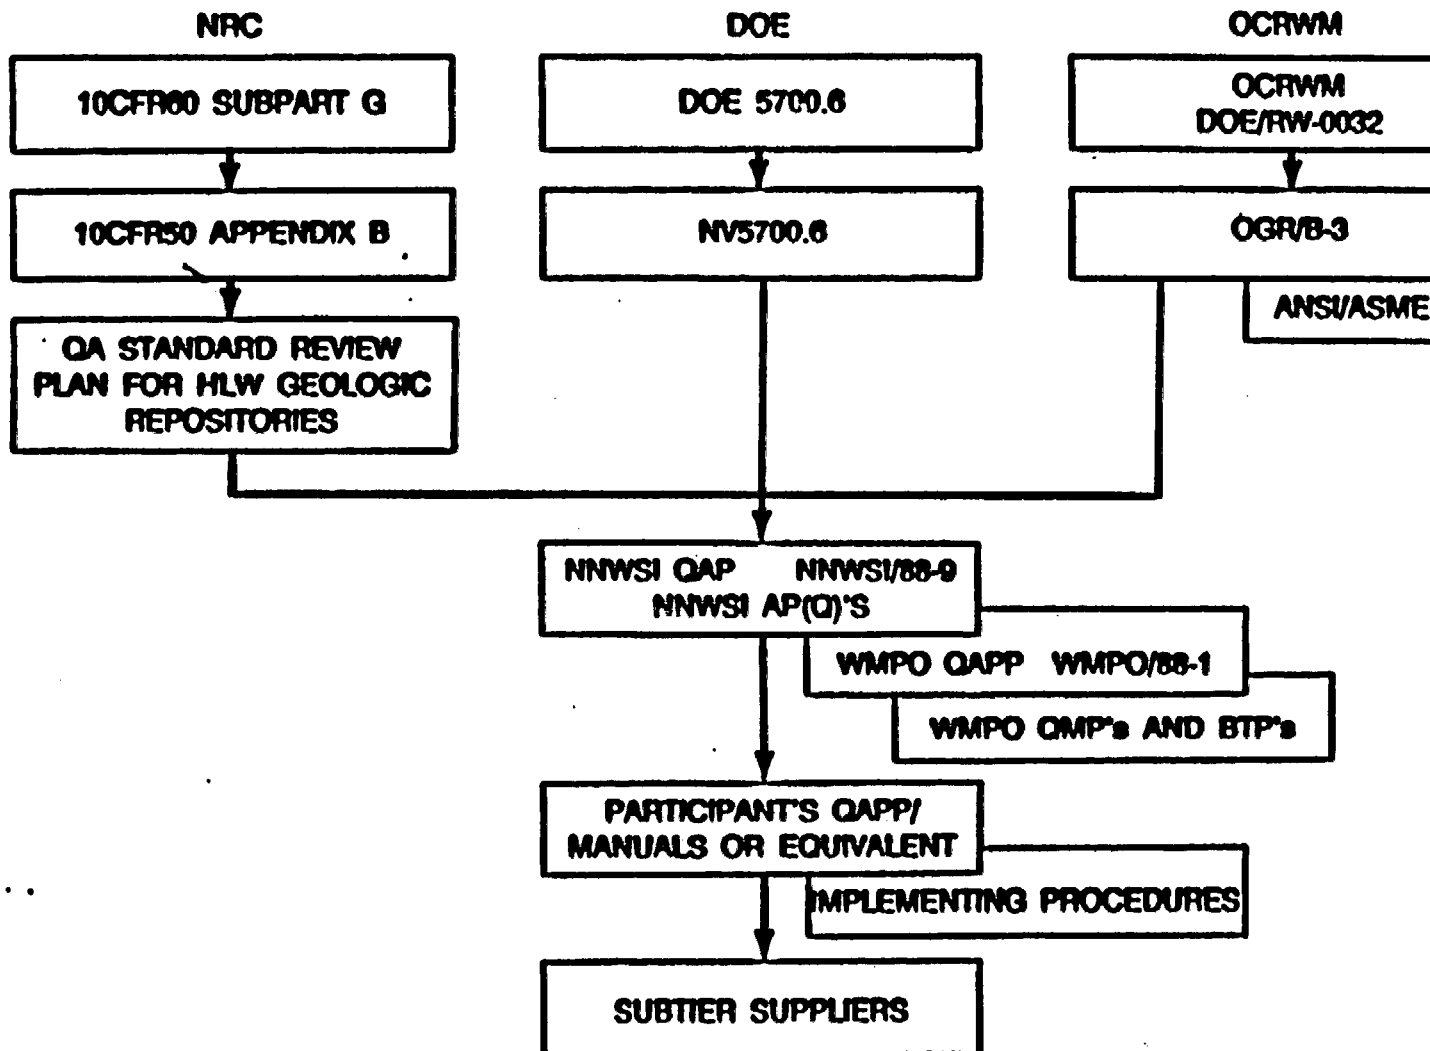 NRC
DOE
OCRWM
10CFR60 SUBPART G
DOE 5700.6
OCRWM
DOE/RW-0032
10CFR50 APPENDIX B
NV5700.6
OGR/B-3
ANSI/ASME
QA STANDARD REVIEW
PLAN FOR HLW GEOLOGIC
REPOSITORIES
NNWSI QAP NNWSI/88-9
NNWSI AP(Q)'S
WMPO QAPP WMPO/88-1
WMPO QMP's AND BTP's
PARTICIPANT'S QAPP/
MANUALS OR EQUIVALENT
IMPLEMENTING PROCEDURES
SUBTIER SUPPLIERS